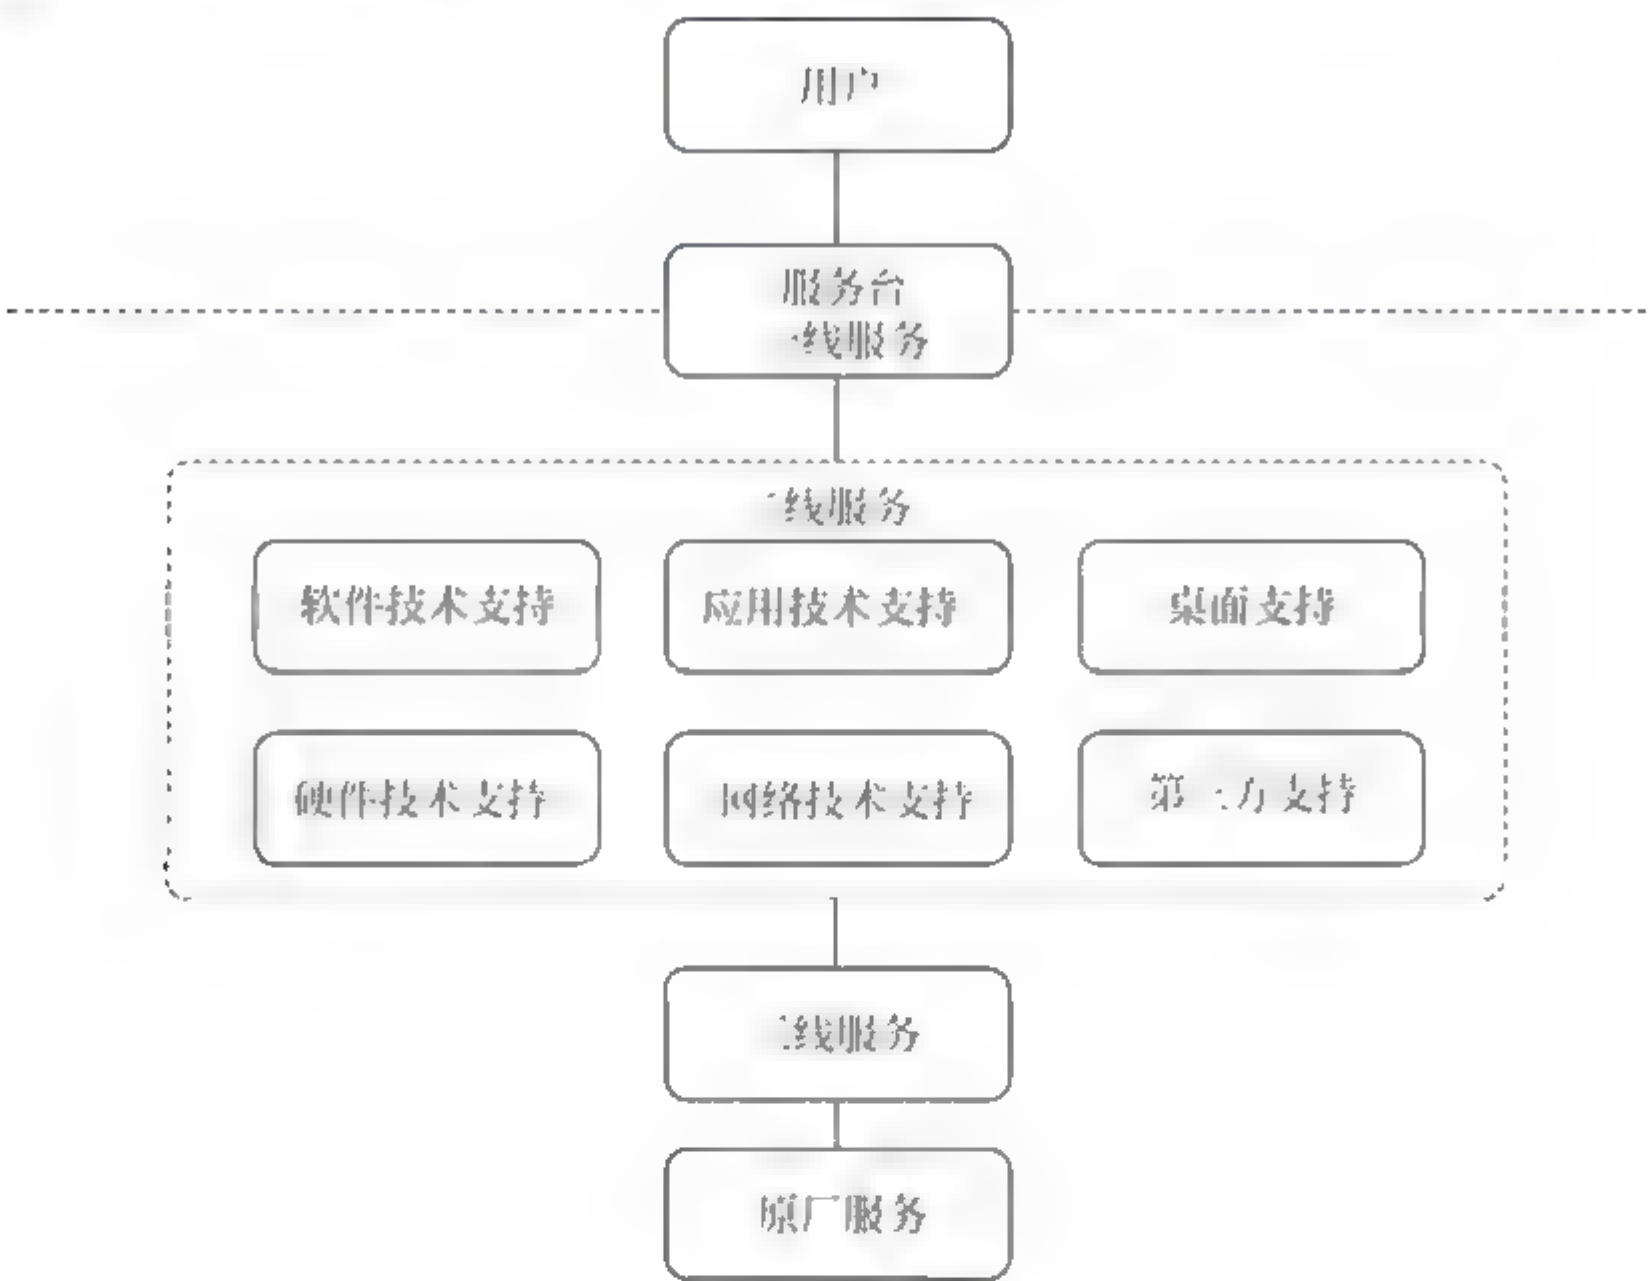 用户
服务台
一线服务
二线服务
软件技术支持
应用技术支持
桌面支持
硬件技术支持
网络技术支持
第三方支持
三线服务
原厂服务